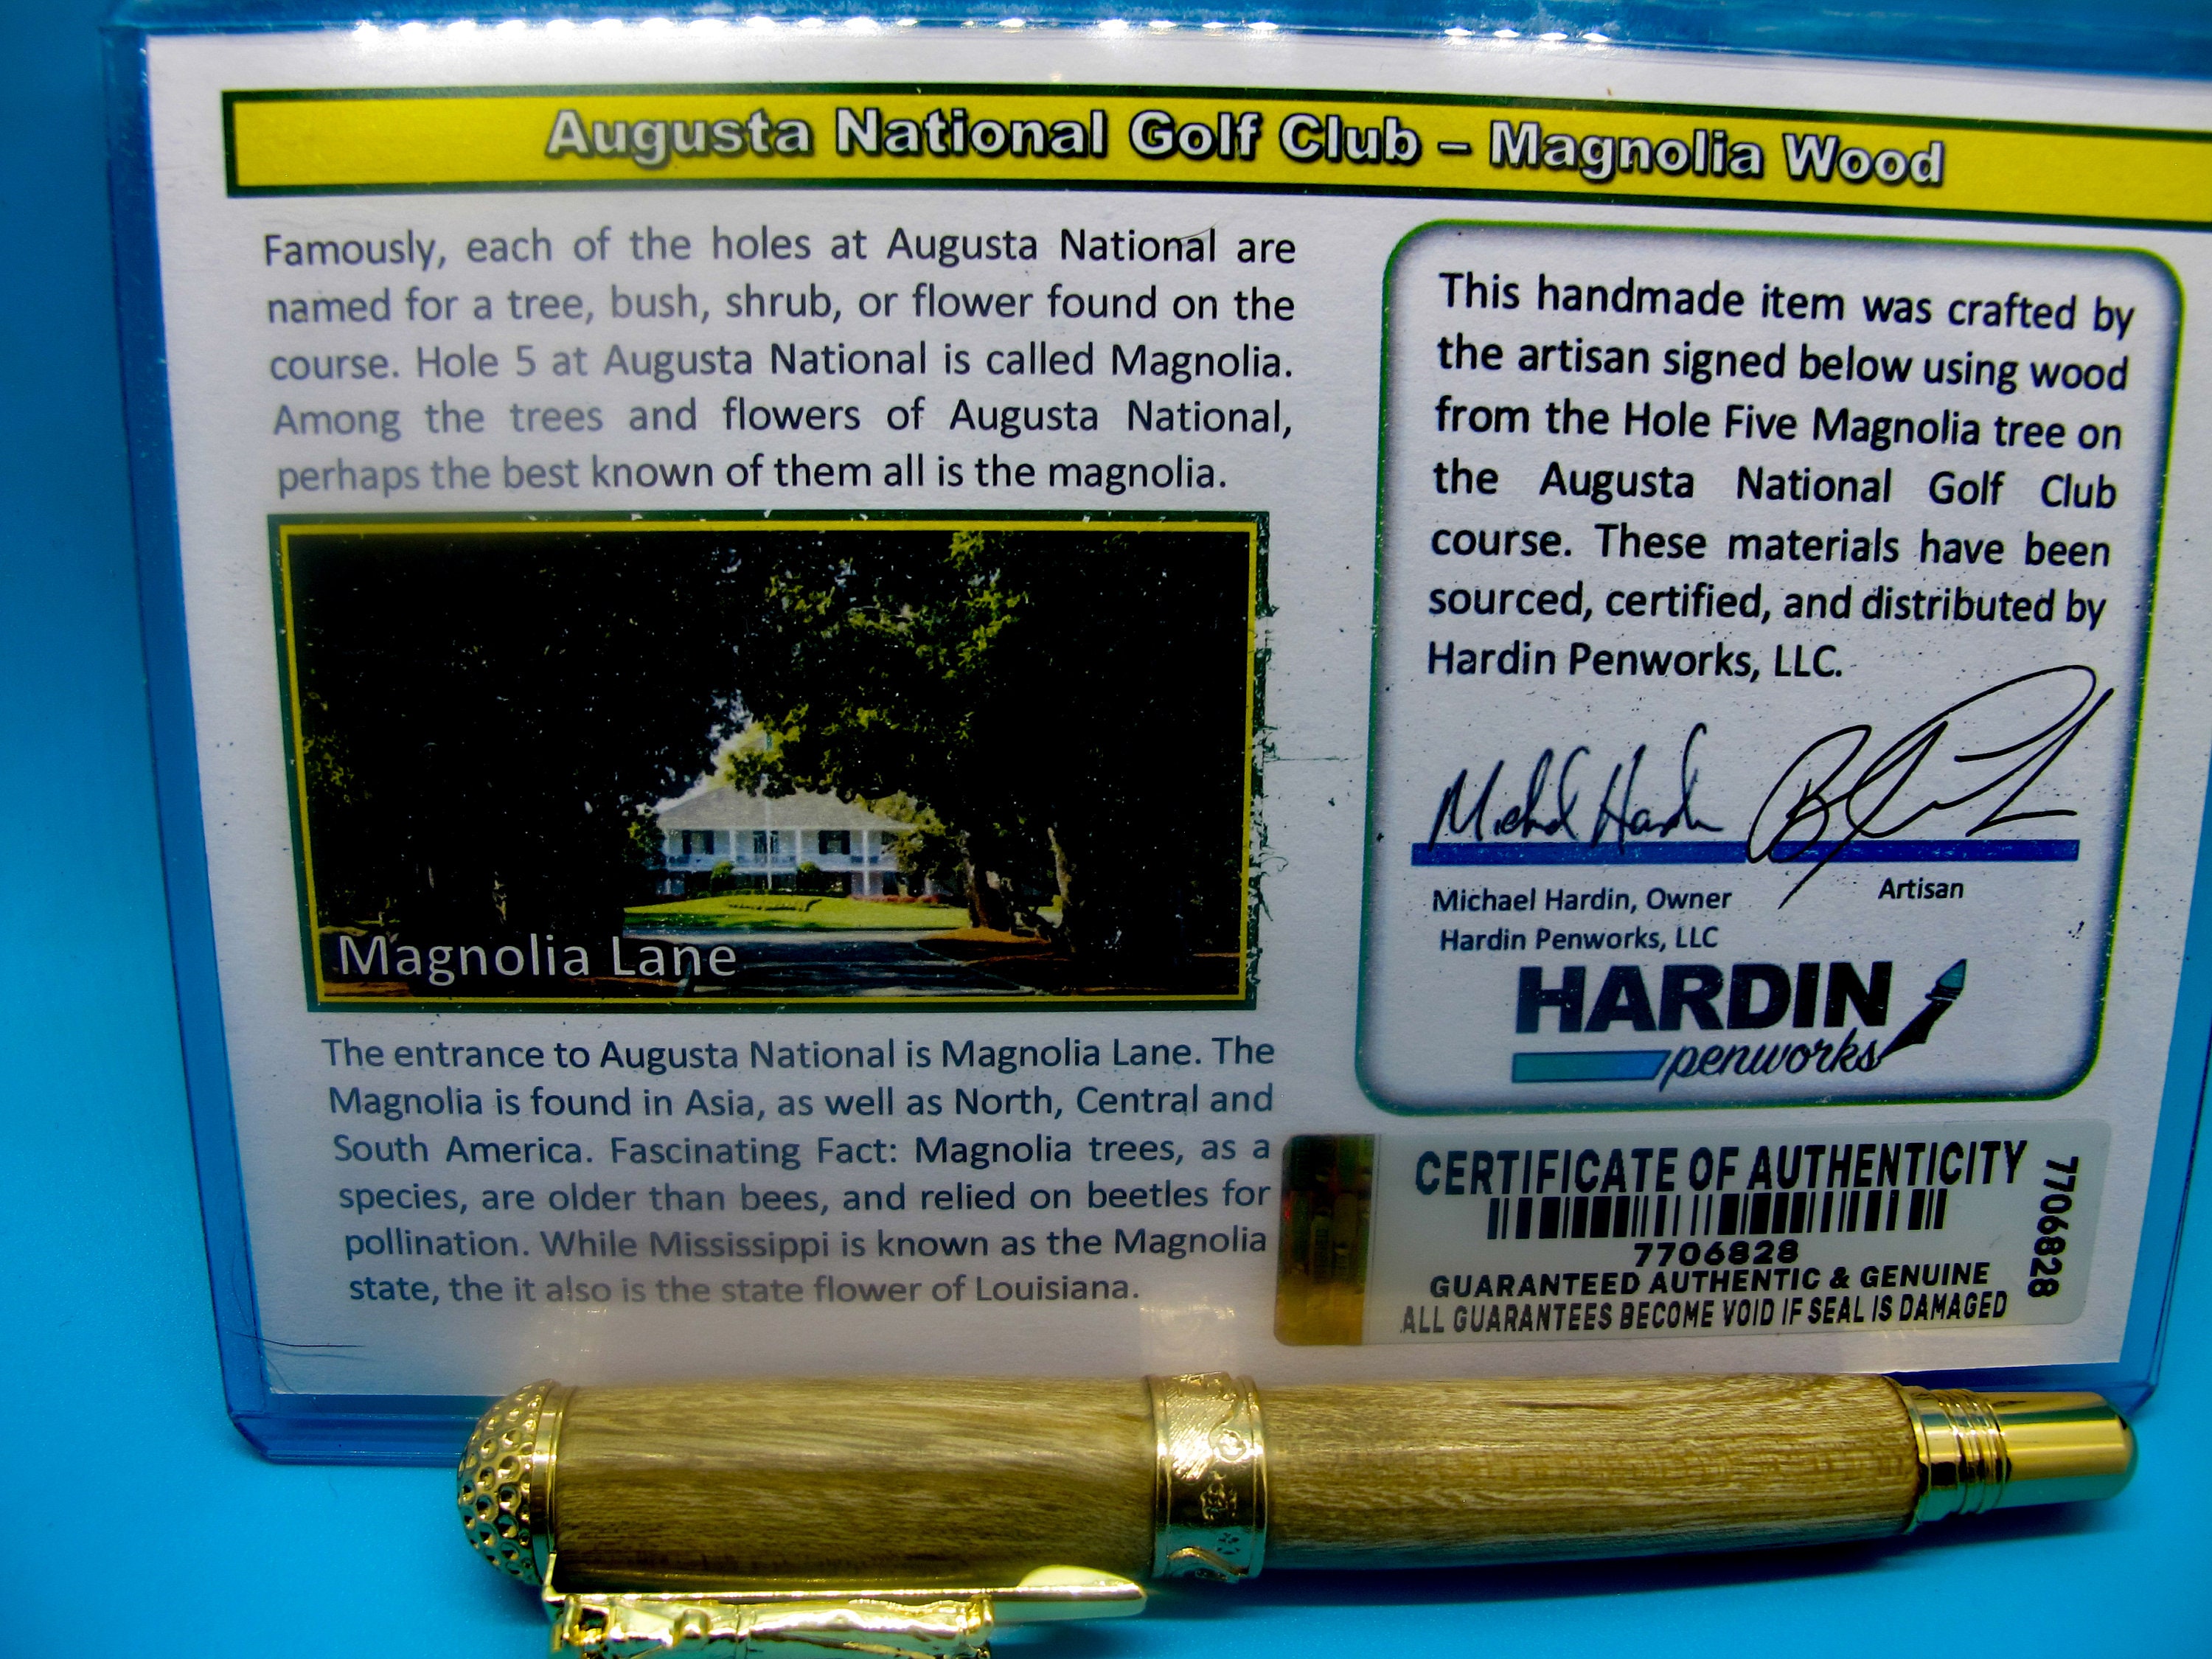 Augusta National Golf Club – Magnolia Wood
Famously, each of the holes at Augusta National are
named for a tree, bush, shrub, or flower found on the
course. Hole 5 at Augusta National is called Magnolia.
Among the trees and flowers of Augusta National,
perhaps the best known of them all is the magnolia.
Magnolia Lane
The entrance to Augusta National is Magnolia Lane. The
Magnolia is found in Asia, as well as North, Central and
South America. Fascinating Fact: Magnolia trees, as a
species, are older than bees, and relied on beetles for
pollination. While Mississippi is known as the Magnolia
state, the it also is the state flower of Louisiana.
This handmade item was crafted by
the artisan signed below using wood
from the Hole Five Magnolia tree on
the Augusta National Golf Club
course. These materials have been
sourced, certified, and distributed by
Hardin Penworks, LLC.
Michael Hardin
Michael Hardin, Owner
Hardin Penworks, LLC
Artisan
HARDIN
penworks
CERTIFICATE OF AUTHENTICITY
7706828
GUARANTEED AUTHENTIC & GENUINE
ALL GUARANTEES BECOME VOID IF SEAL IS DAMAGED
7706828